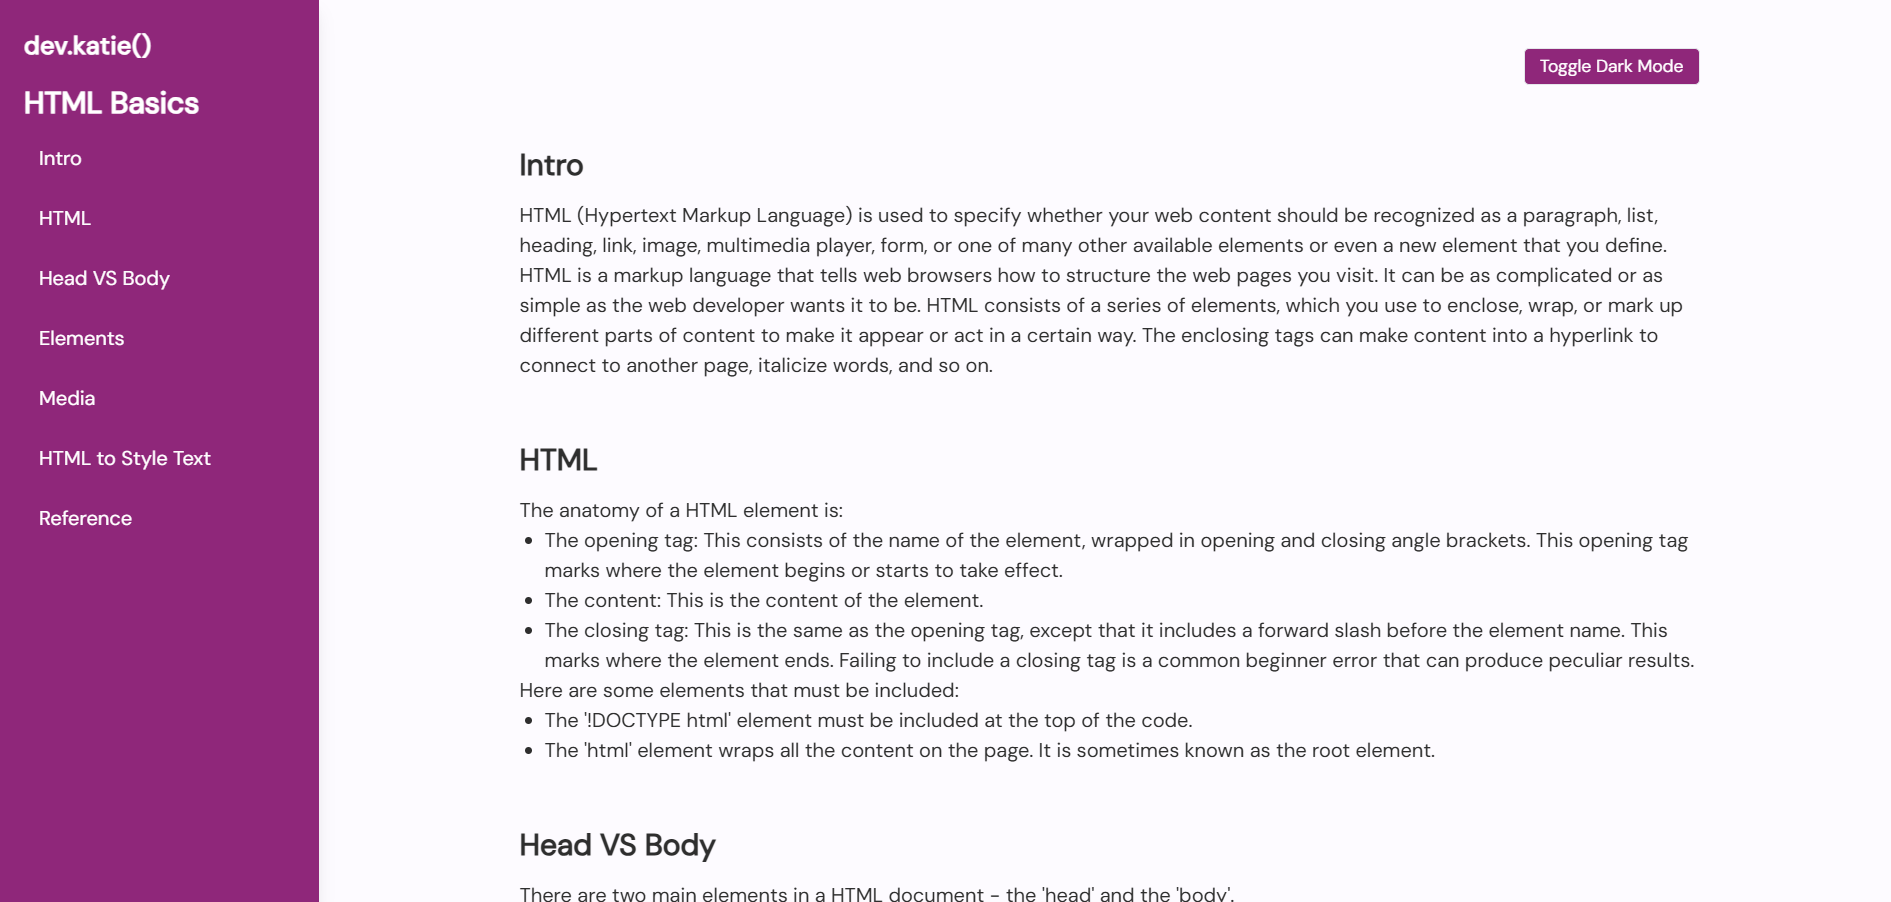 dev.katie()
HTML Basics
Intro
HTML
Head VS Body
Elements
Media
HTML to Style Text
Reference
Toggle Dark Mode
Intro
HTML (Hypertext Markup Language) is used to specify whether your web content should be recognized as a paragraph, list,
heading, link, image, multimedia player, form, or one of many other available elements or even a new element that you define.
HTML is a markup language that tells web browsers how to structure the web pages you visit. It can be as complicated or as
simple as the web developer wants it to be. HTML consists of a series of elements, which you use to enclose, wrap, or mark up
different parts of content to make it appear or act in a certain way. The enclosing tags can make content into a hyperlink to
connect to another page, italicize words, and so on.
HTML
The anatomy of a HTML element is:
• The opening tag: This consists of the name of the element, wrapped in opening and closing angle brackets. This opening tag
marks where the element begins or starts to take effect.
• The content: This is the content of the element.
• The closing tag: This is the same as the opening tag, except that it includes a forward slash before the element name. This
marks where the element ends. Failing to include a closing tag is a common beginner error that can produce peculiar results.
Here are some elements that must be included:
• The '!DOCTYPE html' element must be included at the top of the code.
• The 'html' element wraps all the content on the page. It is sometimes known as the root element.
Head VS Body
There are two main elements in a HTML document - the 'head' and the 'body'.